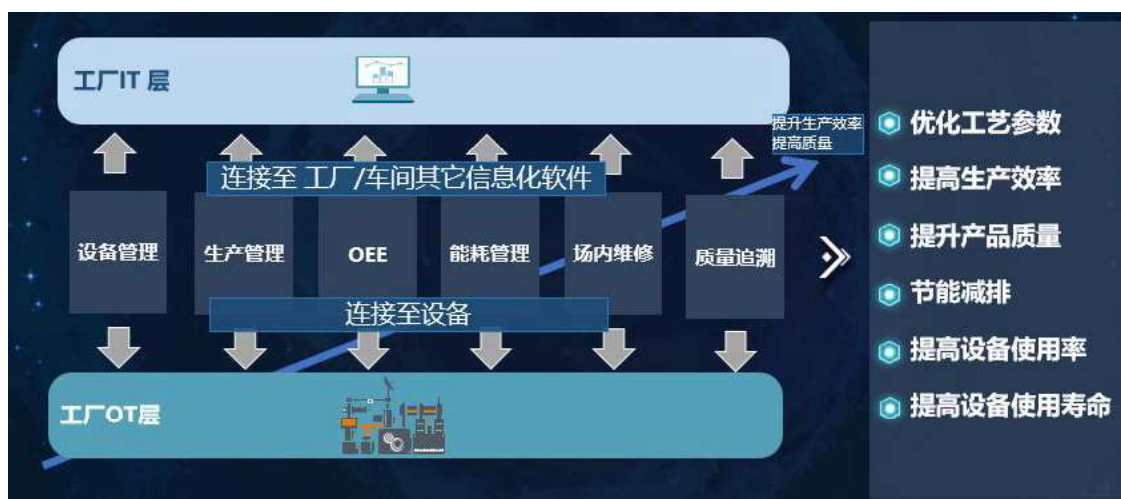 工厂IT 层
提升生产效率
提高质量
连接至 工厂/车间其它信息化软件
设备管理
生产管理
OEE
能耗管理
场内维修
质量追溯
连接至设备
工厂OT层
优化工艺参数
提高生产效率
提升产品质量
节能减排
提高设备使用率
提高设备使用寿命